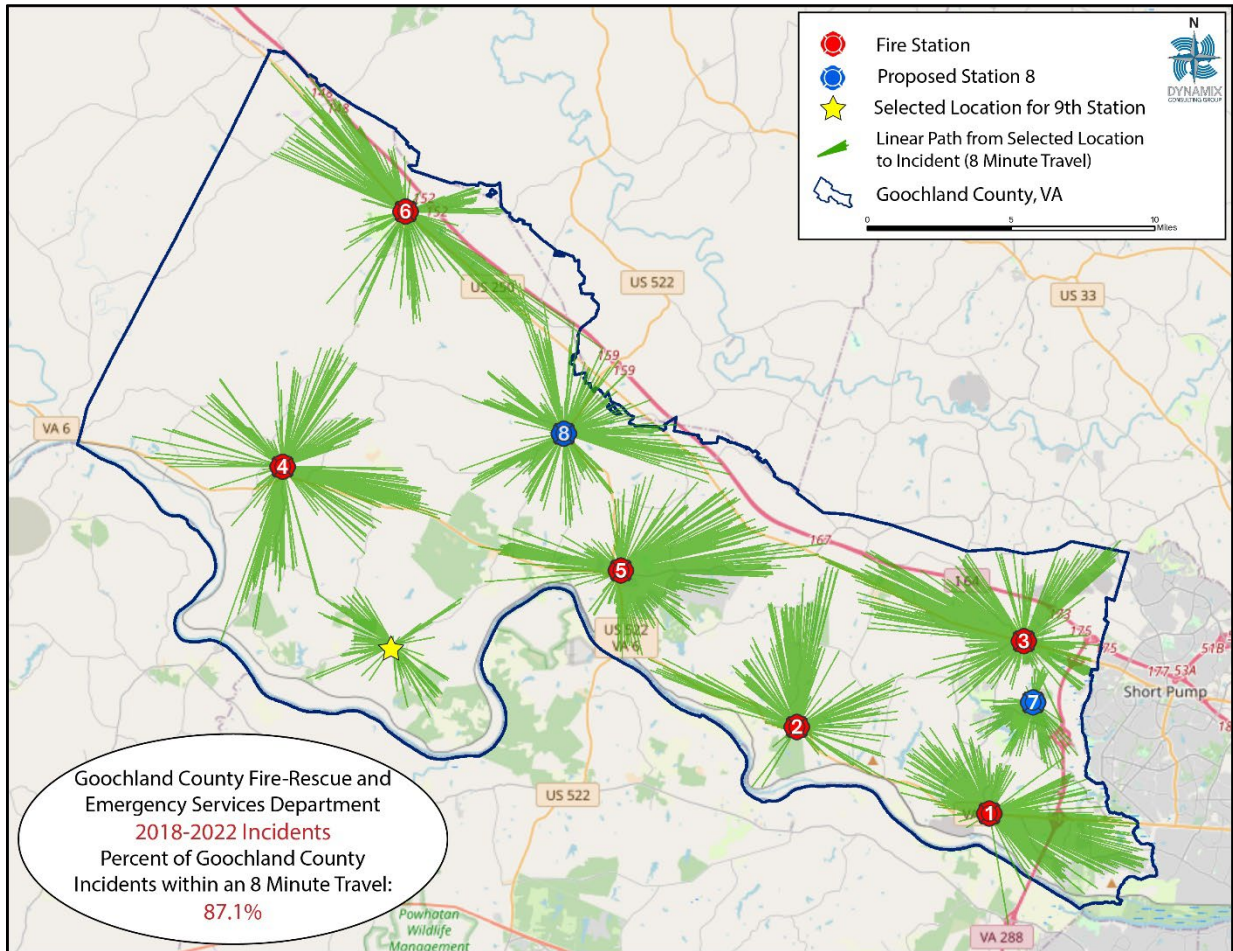 Fire Station
Proposed Station 8
Selected Location for 9th Station
Linear Path from Selected Location
to Incident (8 Minute Travel)
Goochland County, VA
0 5 10
Miles
N
DYNAMIX
CONSULTING GROUP
148
148
6
152
152
US 250
US 522
US 33
159
159
VA 6
8
4
167
5
I 64
173
3
175
175
177
53A
51B
Short Pump
US 522
VA 6
7
2
1
US 522
VA 288
Powhatan
Wildlife
Management
Goochland County Fire-Rescue and
Emergency Services Department
2018-2022 Incidents
Percent of Goochland County
Incidents within an 8 Minute Travel:
87.1%